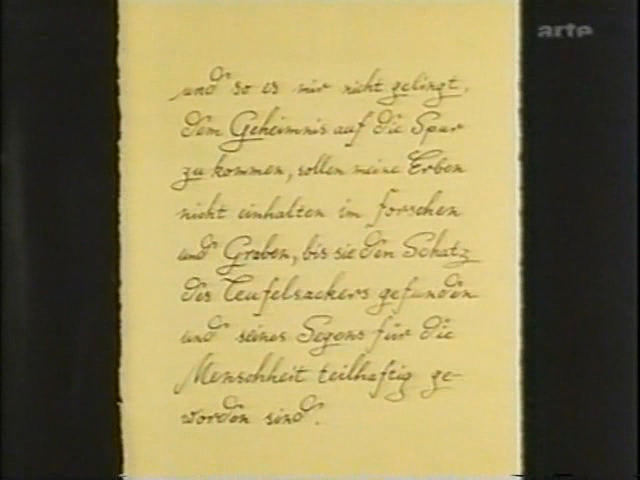 arte
und so es mir nicht gelingt,
dem Geheimnis auf die Spur
zu kommen, sollen meine Erben
nicht einhalten im forschen
und Graben, bis sie den Schatz
des Teufelsackers gefunden
und seines Segens für die
Menschheit teilhaftig ge-
worden sind.